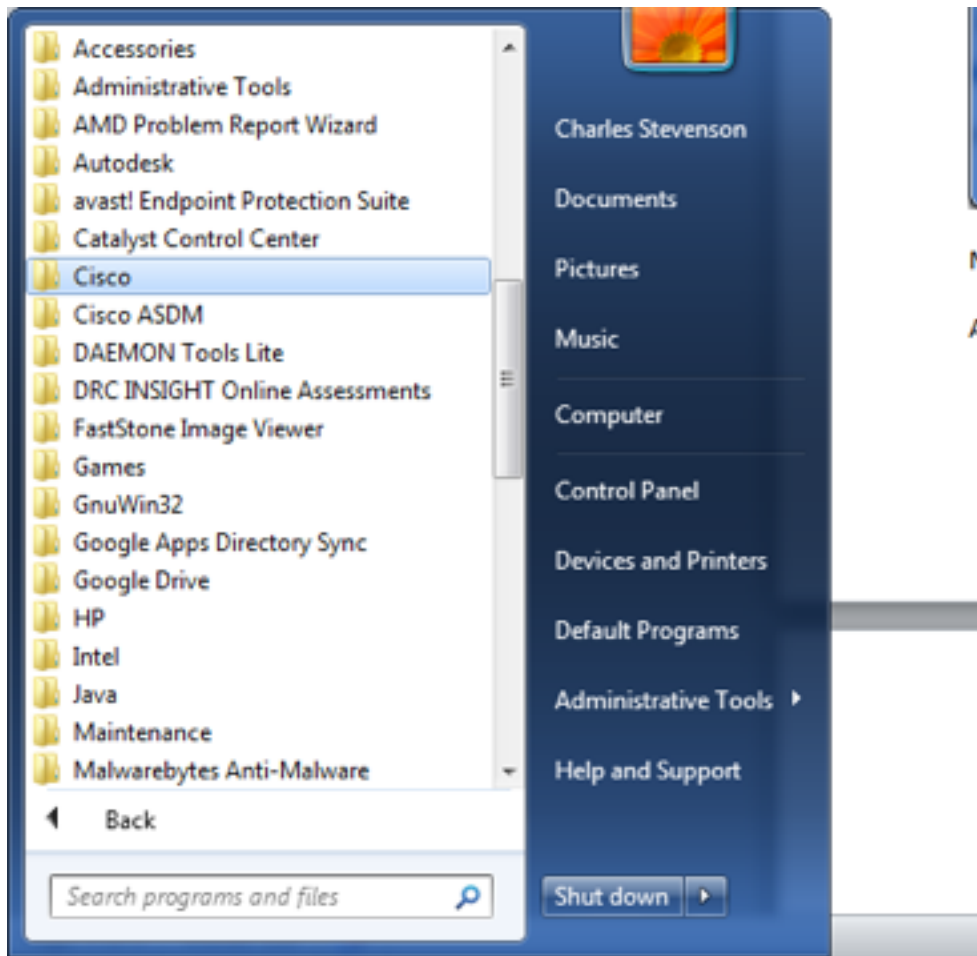 Accessories
Administrative Tools
AMD Problem Report Wizard
Autodesk
avast! Endpoint Protection Suite
Catalyst Control Center
Cisco
Cisco ASDM
DAEMON Tools Lite
DRC INSIGHT Online Assessments
FastStone Image Viewer
Games
GnuWin32
Google Apps Directory Sync
Google Drive
HP
Intel
Java
Maintenance
Malwarebytes Anti-Malware
Back
Search programs and files
Charles Stevenson
Documents
Pictures
Music
Computer
Control Panel
Devices and Printers
Default Programs
Administrative Tools
Help and Support
Shut down